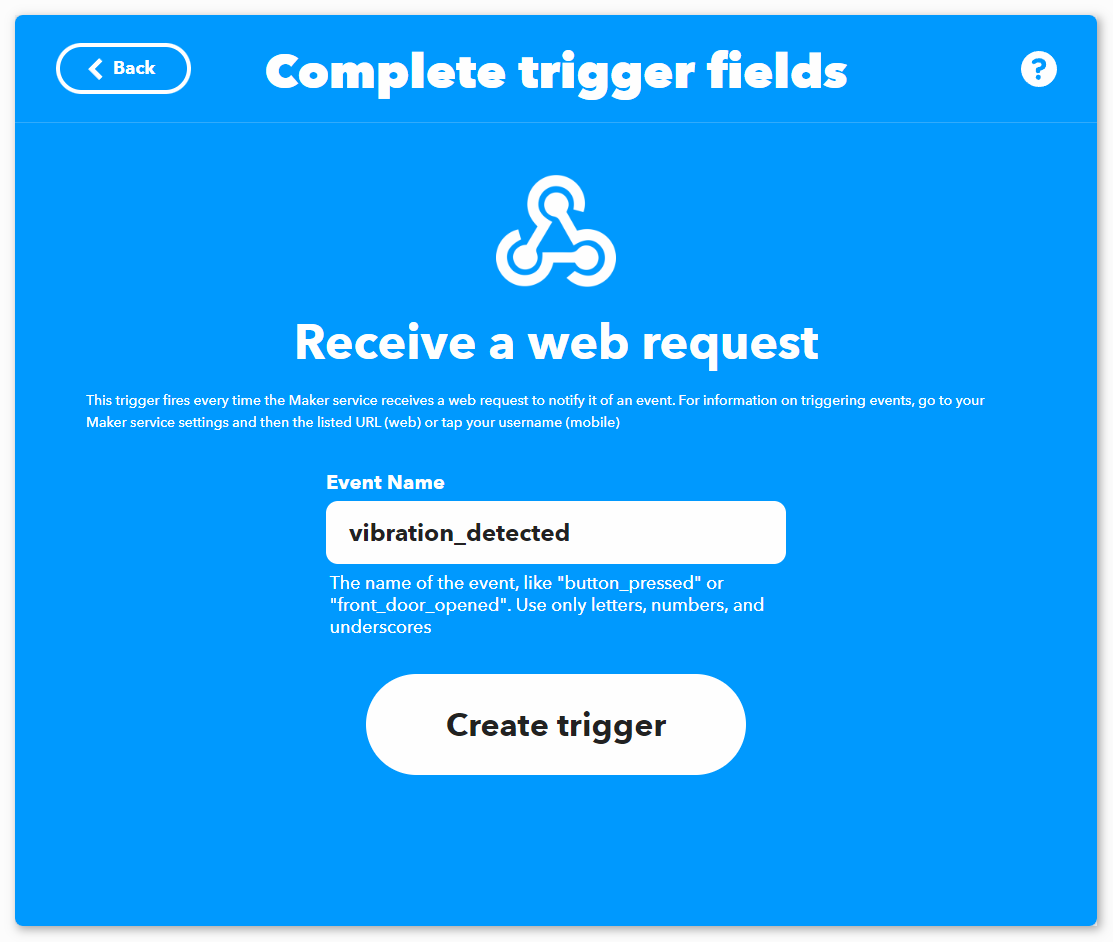 Back
Complete trigger fields
?
Receive a web request
This trigger fires every time the Maker service receives a web request to notify it of an event. For information on triggering events, go to your
Maker service settings and then the listed URL (web) or tap your username (mobile)
Event Name
vibration_detected
The name of the event, like "button_pressed" or
"front_door_opened". Use only letters, numbers, and
underscores
Create trigger